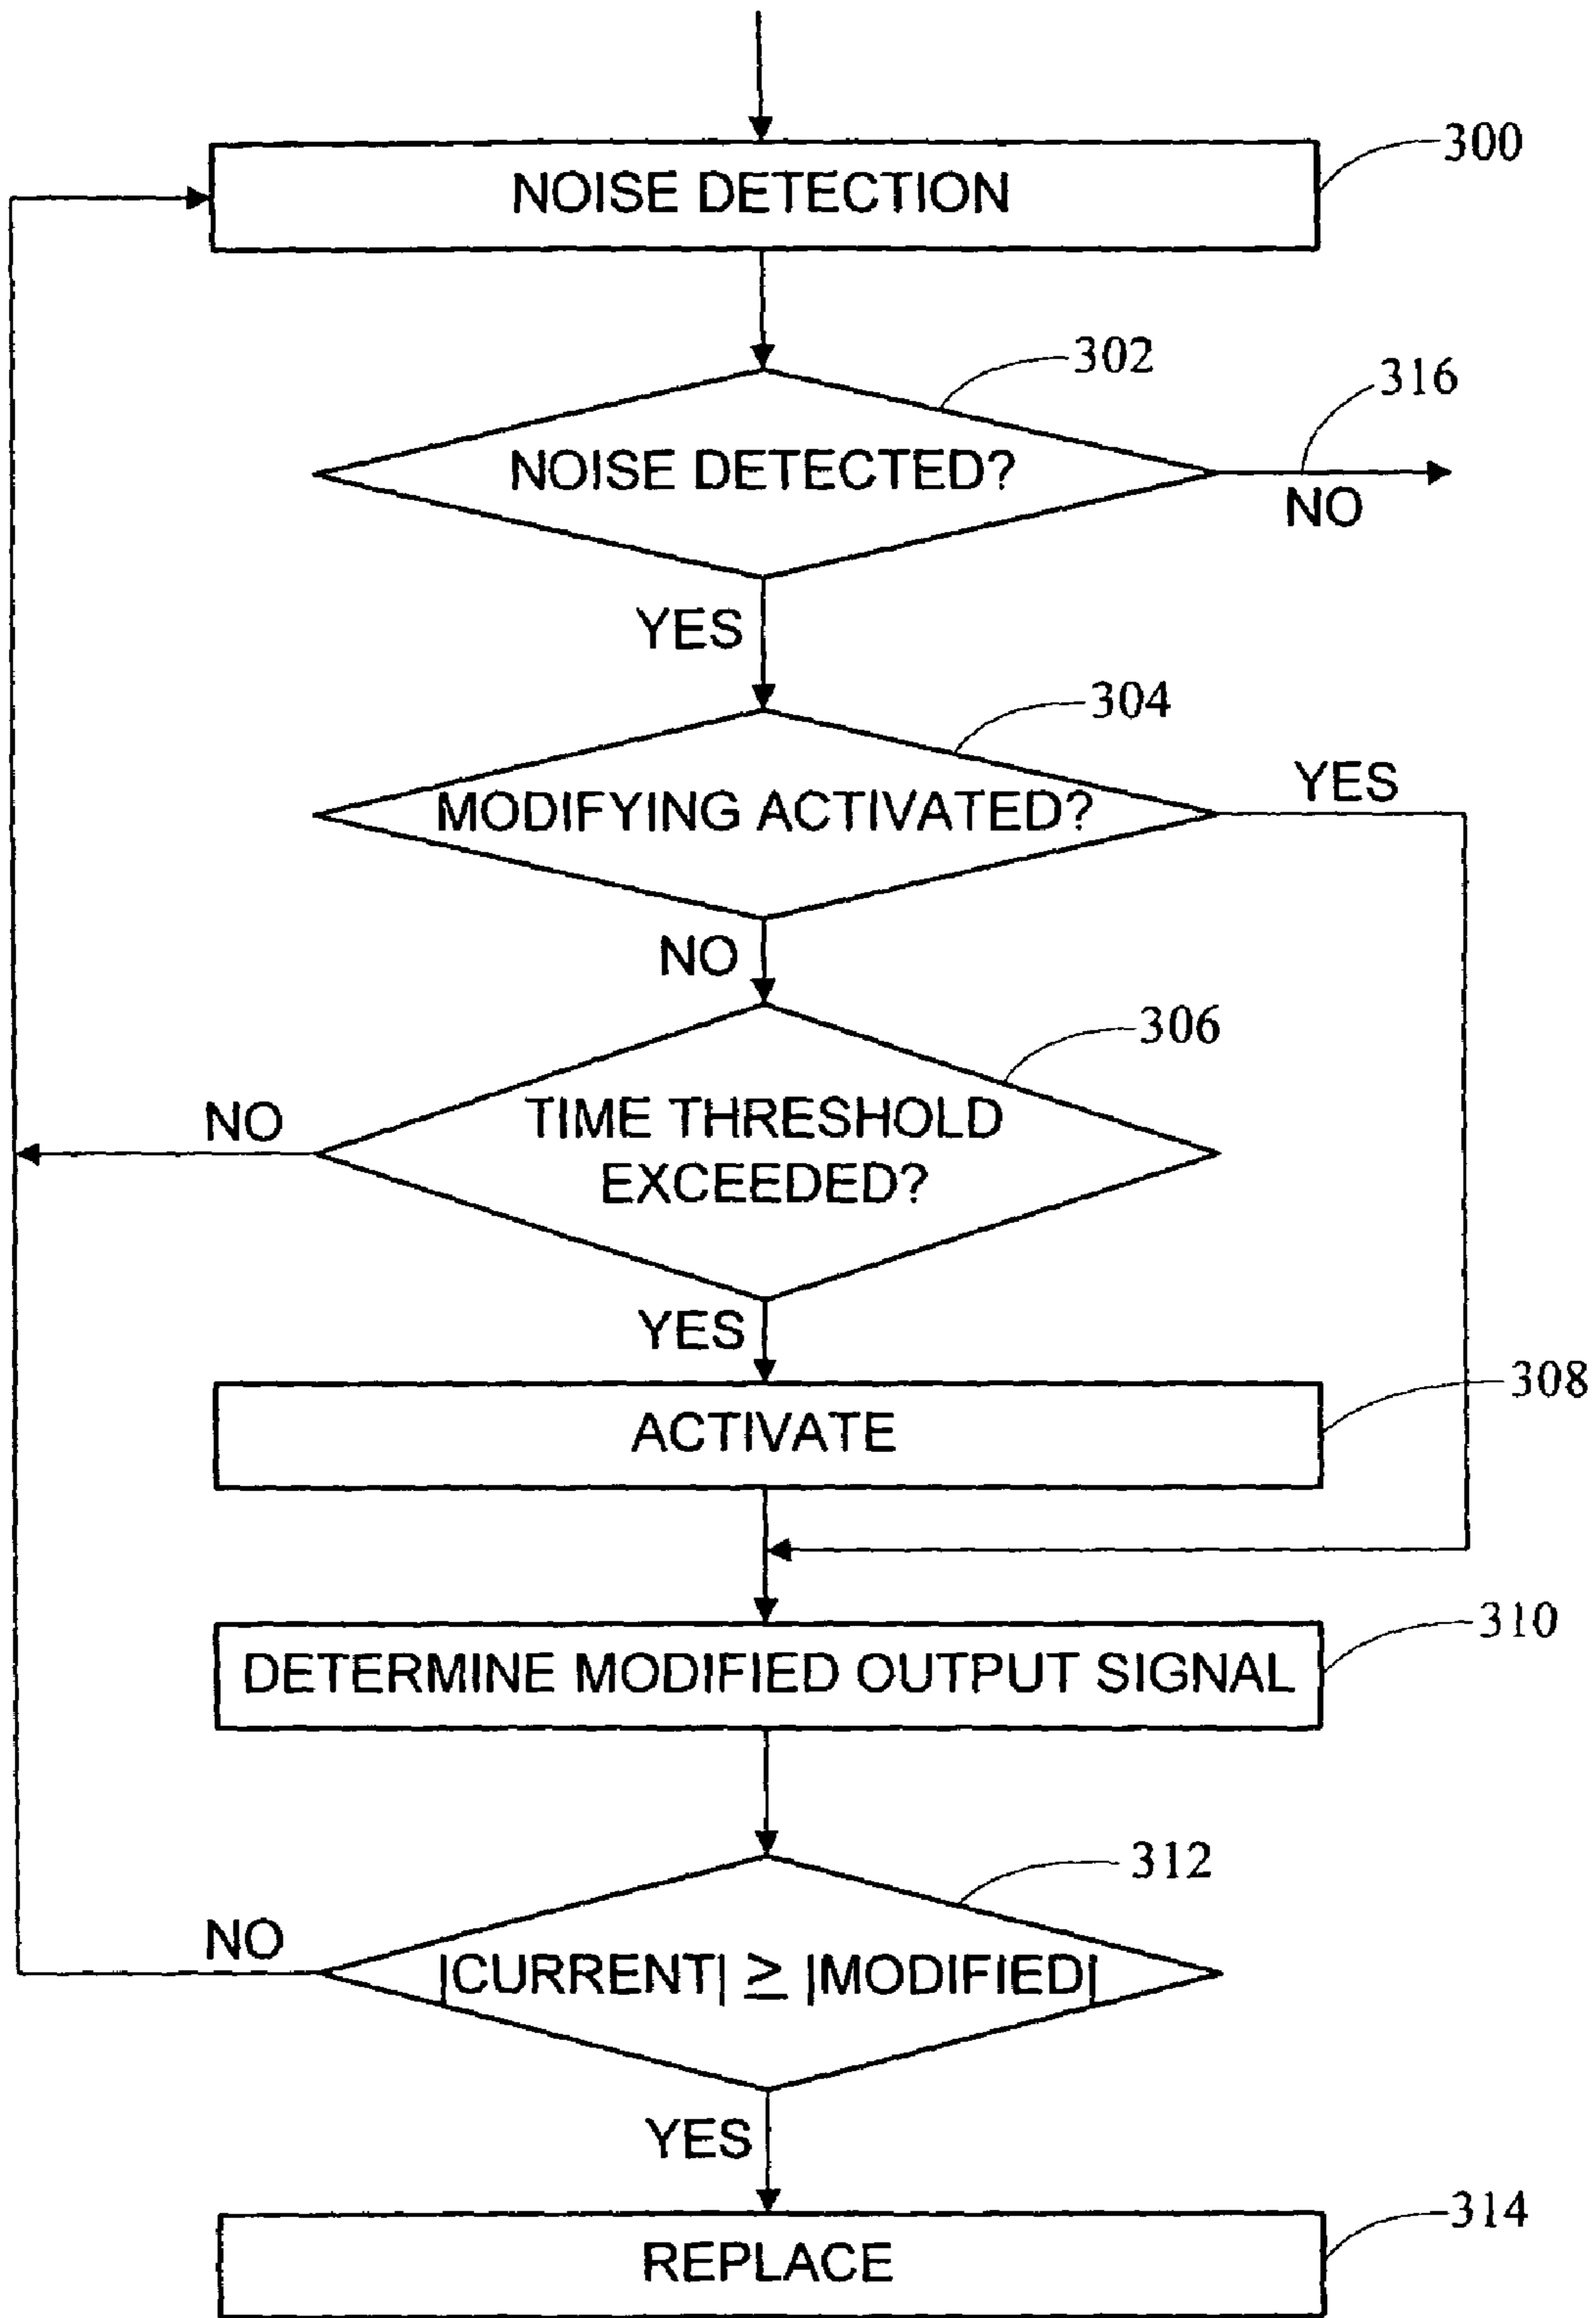 300
NOISE DETECTION
302
316
NOISE DETECTED?
NO
YES
304
YES
MODIFYING ACTIVATED?
NO
306
NO
TIME THRESHOLD
EXCEEDED?
YES
308
ACTIVATE
310
DETERMINE MODIFIED OUTPUT SIGNAL
312
NO
|CURRENT| ≥ |MODIFIED|
YES
314
REPLACE